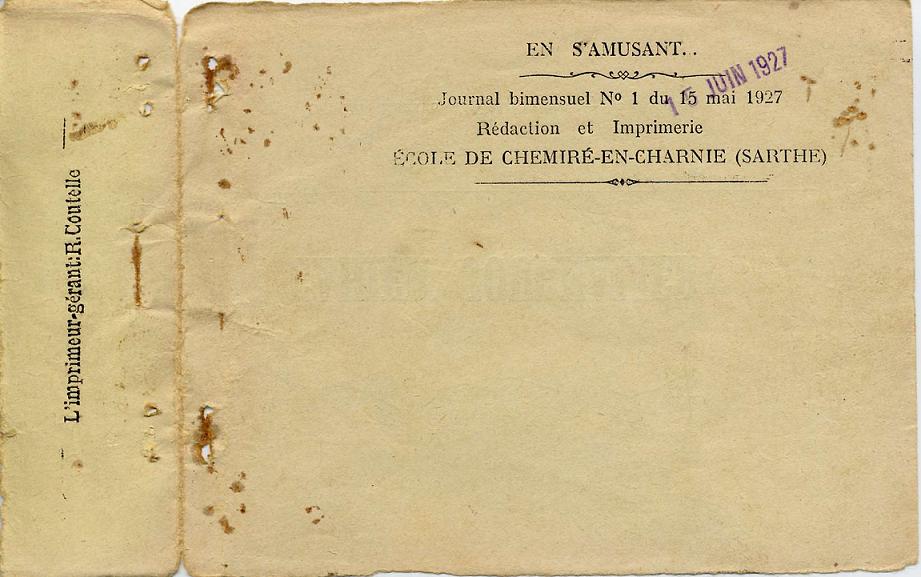 EN S'AMUSANT..
Journal bimensuel Nº 1 du 15 mai 1927
15 JUIN 1927
Rédaction et Imprimerie
ÉCOLE DE CHEMIRÉ-EN-CHARNIE (SARTHE)
L'imprimeur-gérant:R.Coutelle